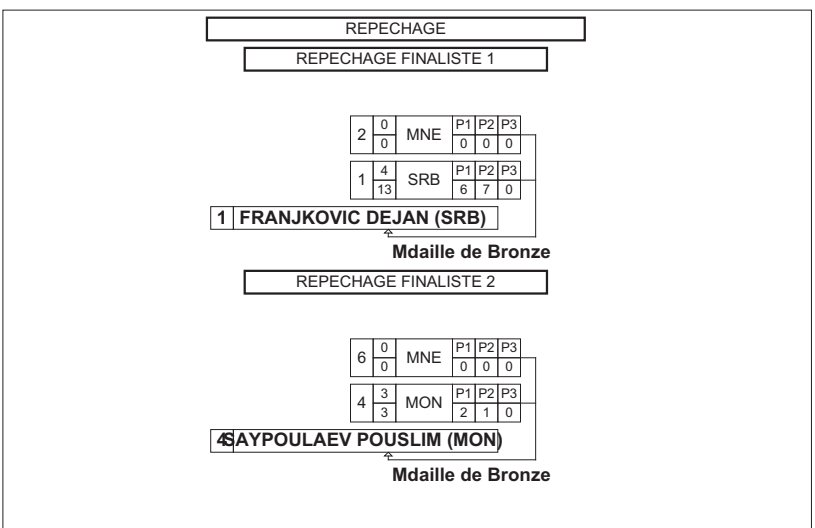 REPECHAGE
REPECHAGE FINALISTE 1
2 0 MNE P1 P2 P3
0 0 0 0
1 4 SRB P1 P2 P3
13 6 7 0
1 FRANJKOVIC DEJAN (SRB)
Mdaille de Bronze
REPECHAGE FINALISTE 2
6 0 MNE P1 P2 P3
0 0 0 0
4 3 MON P1 P2 P3
3 2 1 0
4 SAYPOULAEV POUSLIM (MON)
Mdaille de Bronze